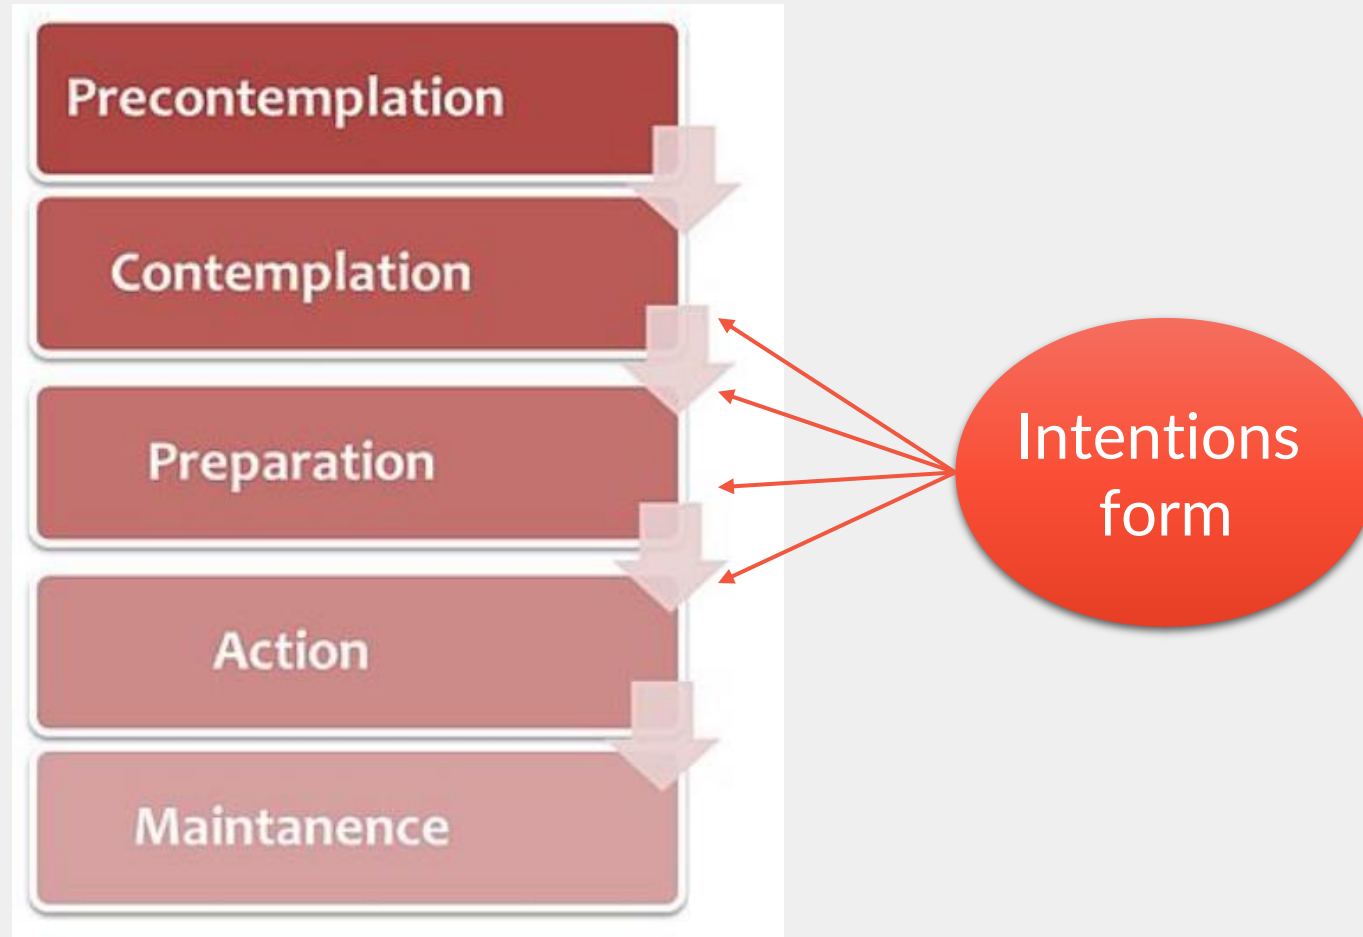 Precontemplation
Contemplation
Preparation
Action
Maintanence
Intentions
form